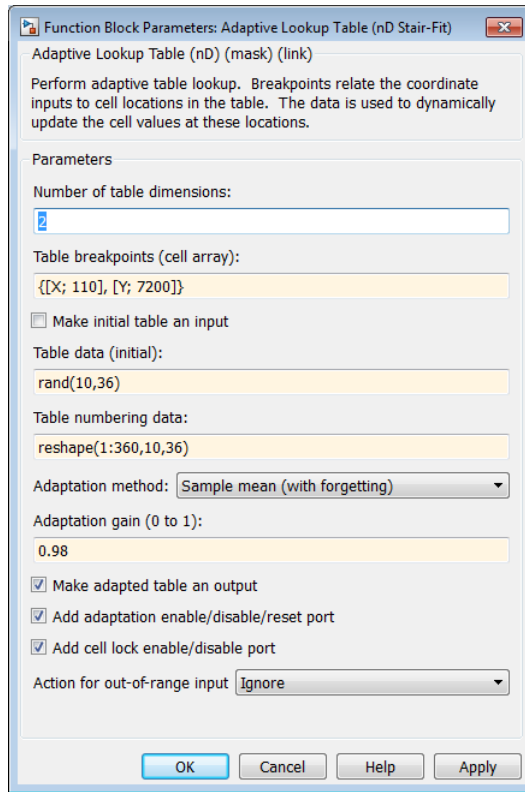 Function Block Parameters: Adaptive Lookup Table (nD Stair-Fit)
Adaptive Lookup Table (nD) (mask) (link)
Perform adaptive table lookup.  Breakpoints relate the coordinate
inputs to cell locations in the table.  The data is used to dynamically
update the cell values at these locations.
Parameters
Number of table dimensions:
2
Table breakpoints (cell array):
{[X; 110], [Y; 7200]}
Make initial table an input
Table data (initial):
rand(10,36)
Table numbering data:
reshape(1:360,10,36)
Adaptation method: Sample mean (with forgetting)
Adaptation gain (0 to 1):
0.98
Make adapted table an output
Add adaptation enable/disable/reset port
Add cell lock enable/disable port
Action for out-of-range input Ignore
OK Cancel Help Apply